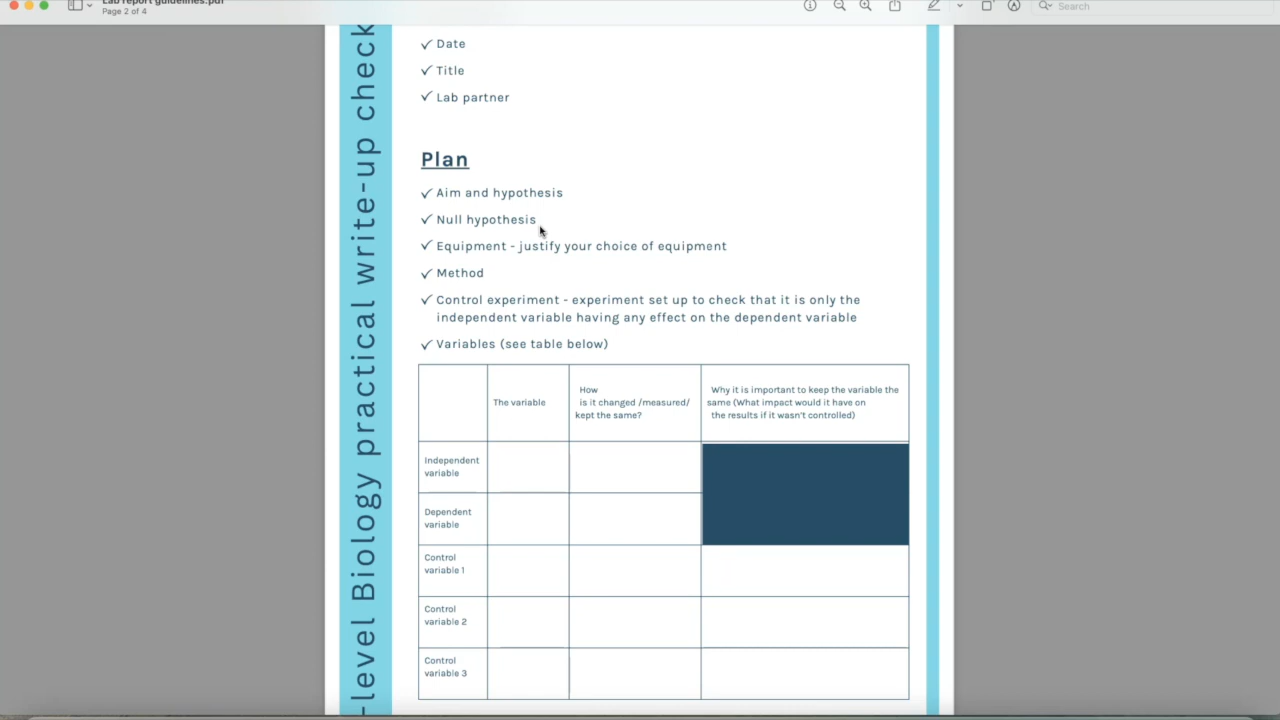 Lab report guidelines.pdf
Page 2 of 4
Search
-level Biology practical write-up check
Date
Title
Lab partner
Plan
Aim and hypothesis
Null hypothesis
Equipment - justify your choice of equipment
Method
Control experiment - experiment set up to check that it is only the
independent variable having any effect on the dependent variable
Variables (see table below)
The variable
How
is it changed /measured/
kept the same?
Why it is important to keep the variable the
same (What impact would it have on
the results if it wasn't controlled)
Independent
variable
Dependent
variable
Control
variable 1
Control
variable 2
Control
variable 3